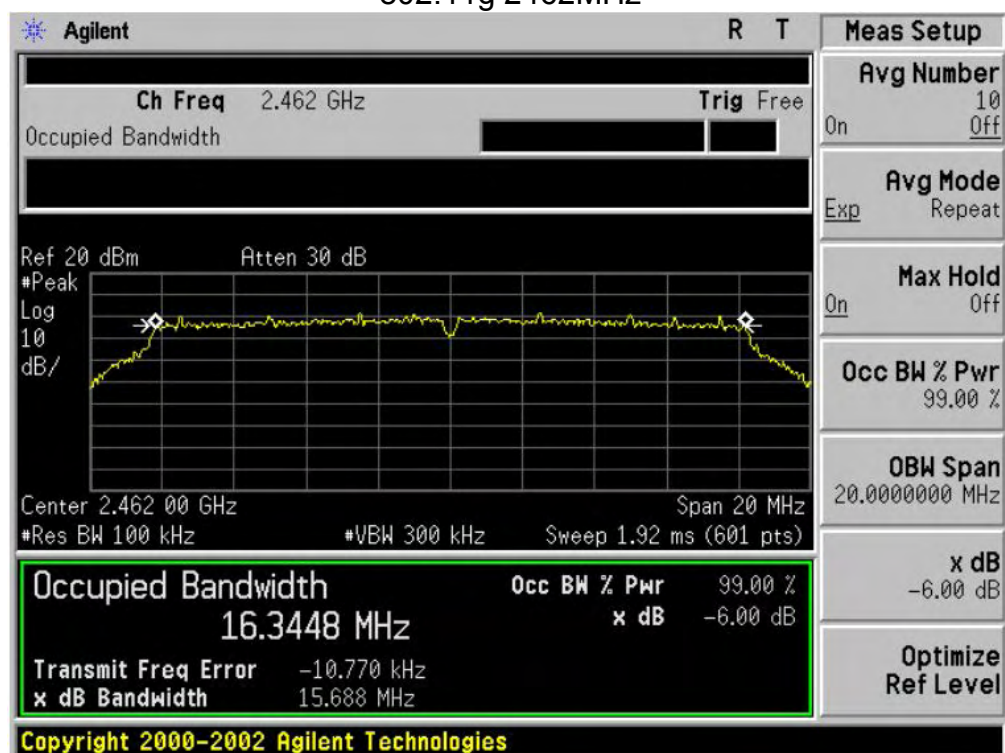 802.11g 2462MHz
Agilent R T
Ch Freq 2.462 GHz Trig Free
Occupied Bandwidth
Ref 20 dBm Atten 30 dB
#Peak
Log
10
dB/
Center 2.462 00 GHz Span 20 MHz
#Res BW 100 kHz #VBW 300 kHz Sweep 1.92 ms (601 pts)
Occupied Bandwidth Occ BW % Pwr 99.00 %
16.3448 MHz x dB -6.00 dB
Transmit Freq Error -10.770 kHz
x dB Bandwidth 15.688 MHz
Copyright 2000-2002 Agilent Technologies
Meas Setup
Avg Number
10
On Off
Avg Mode
Exp Repeat
Max Hold
On Off
Occ BW % Pwr
99.00 %
OBW Span
20.0000000 MHz
x dB
-6.00 dB
Optimize
Ref Level